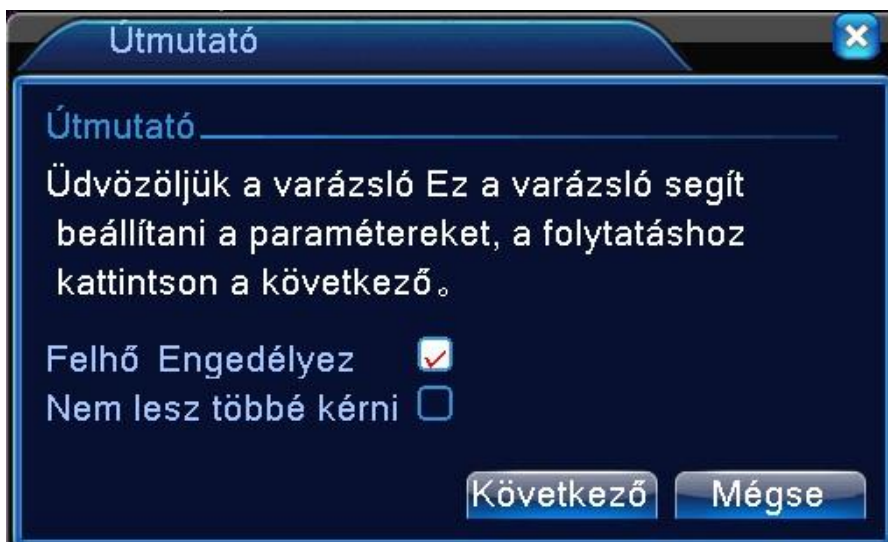 Útmutató
Útmutató
Üdvözöljük a varázsló Ez a varázsló segít
beállítani a paramétereket, a folytatáshoz
kattintson a következő。
Felhő Engedélyez
Nem lesz többé kérni
Következő Mégse